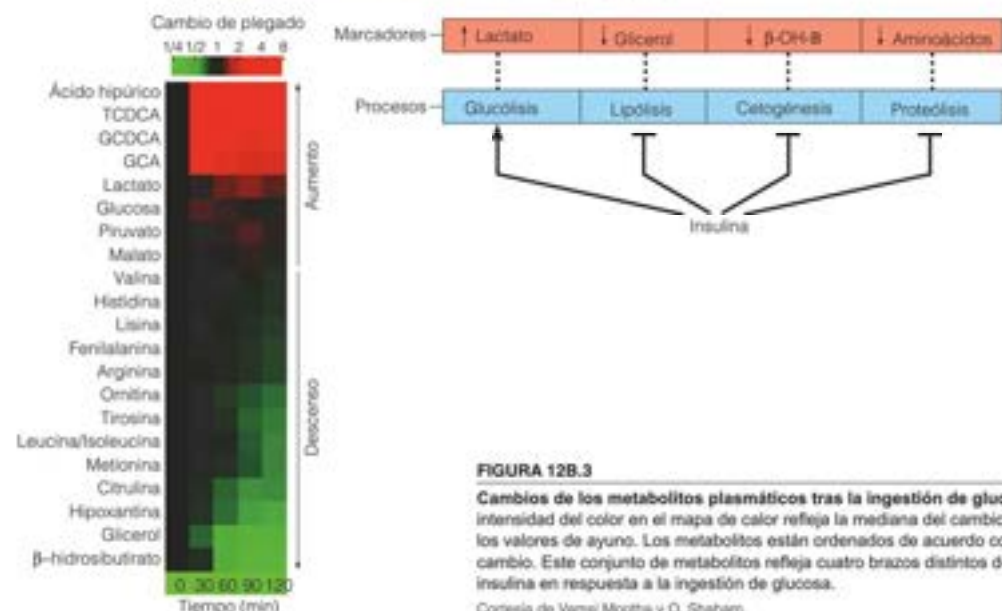 Cambio de plegado
1/4 1/2 1 2 4 8
Ácido hipúrico
TCDCA
GCDCA
GCA
Lactato
Glucosa
Piruvato
Malato
Valina
Histidina
Lisina
Fenilalanina
Arginina
Ornitina
Tirosina
Leucina/Isoleucina
Metionina
Citrulina
Hipoxantina
Glicerol
β-hidrosibutirato
Aumento
Descenso
0 30 60 90 120
Tiempo (min)
Marcadores
↑ Lactato
↓ Glicerol
↓ β-OH-B
↓ Aminoácidos
Procesos
Glucólisis
Lipólisis
Cetogénesis
Proteólisis
Insulina
FIGURA 12B.3
Cambios de los metabolitos plasmáticos tras la ingestión de gluc
intensidad del color en el mapa de calor refleja la mediana del cambio
los valores de ayuno. Los metabolitos están ordenados de acuerdo co
cambio. Este conjunto de metabolitos refleja cuatro brazos distintos d
insulina en respuesta a la ingestión de glucosa.
Cortesía de Vamsi Mootha y O. Shaham